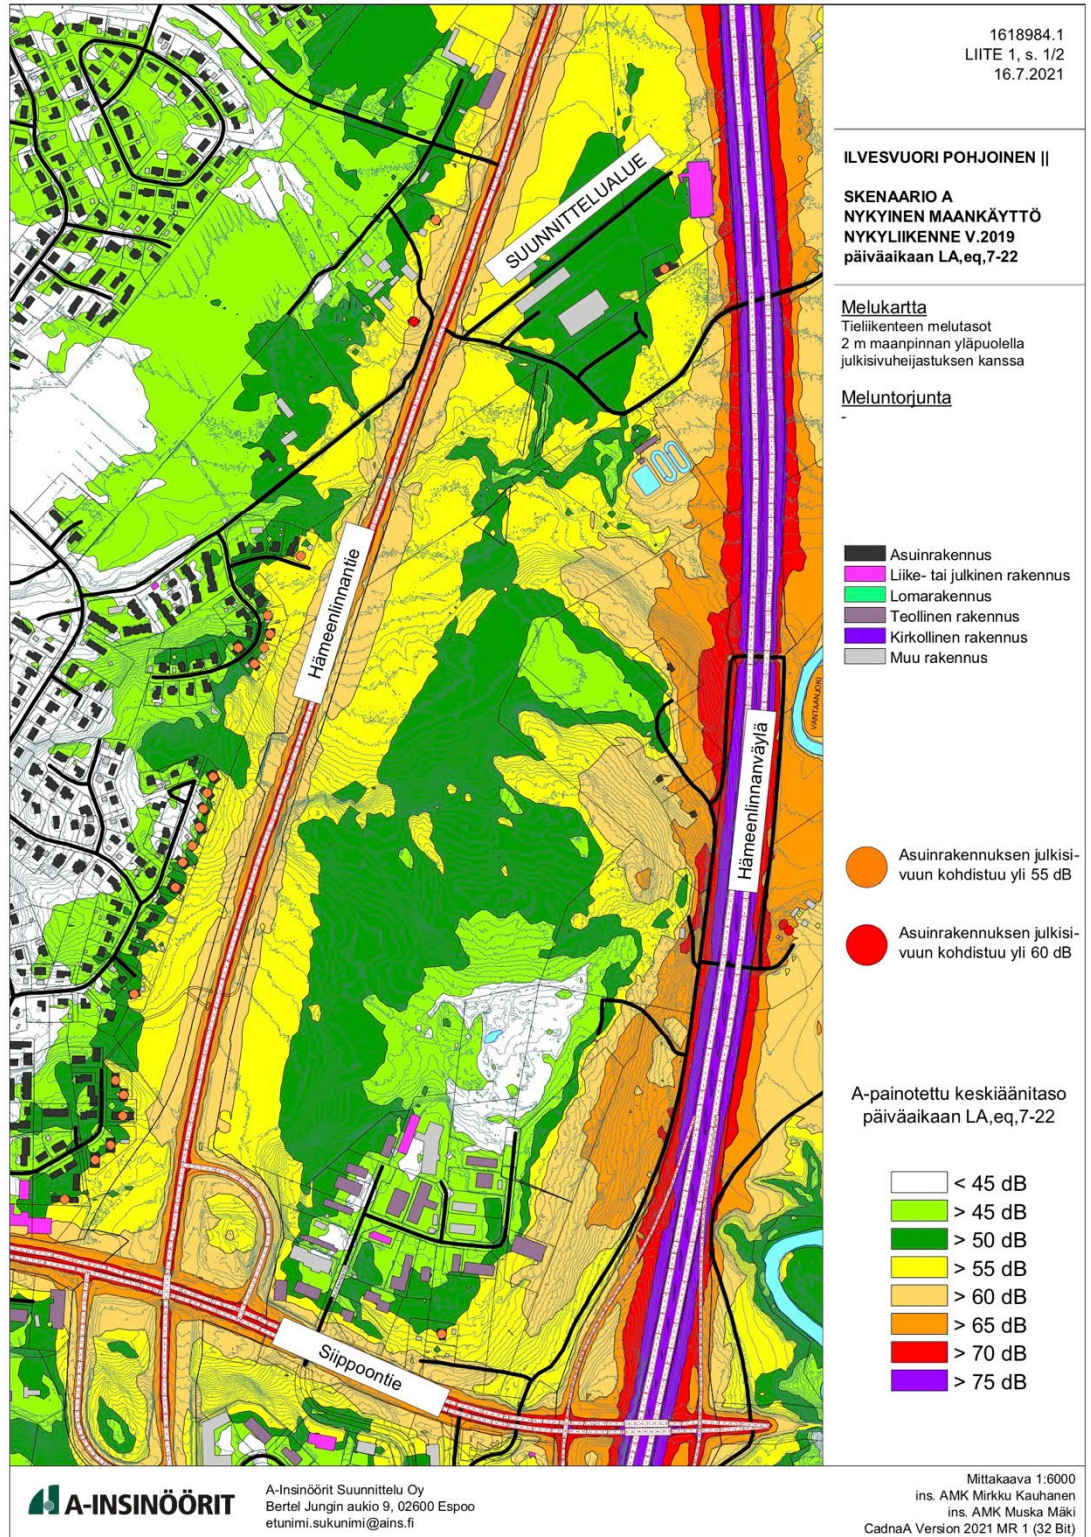 1618984.1
LIITE 1, s. 1/2
16.7.2021
ILVESVUORI POHJOINEN ||
SKENAARIO A
NYKYINEN MAANKÄYTTÖ
NYKYLIIKENNE V.2019
päiväaikaan LA,eq,7-22
Melukartta
Tieliikenteen melutasot
2 m maanpinnan yläpuolella
julkisivuheijastuksen kanssa
Meluntorjunta
-
Asuinrakennus
Liike- tai julkinen rakennus
Lomarakennus
Teollinen rakennus
Kirkollinen rakennus
Muu rakennus
Asuinrakennuksen julkisi-
vuun kohdistuu yli 55 dB
Asuinrakennuksen julkisi-
vuun kohdistuu yli 60 dB
A-painotettu keskiäänitaso
päiväaikaan LA,eq,7-22
< 45 dB
> 45 dB
> 50 dB
> 55 dB
> 60 dB
> 65 dB
> 70 dB
> 75 dB
SUUNNITTELUALUE
Hämeenlinnantie
Hämeenlinnanväylä
VANTAANJOKI
Siippoontie
A-INSINÖÖRIT
A-Insinöörit Suunnittelu Oy
Bertel Jungin aukio 9, 02600 Espoo
etunimi.sukunimi@ains.fi
Mittakaava 1:6000
ins. AMK Mirkku Kauhanen
ins. AMK Muska Mäki
CadnaA Version 2021 MR 1 (32 Bit)